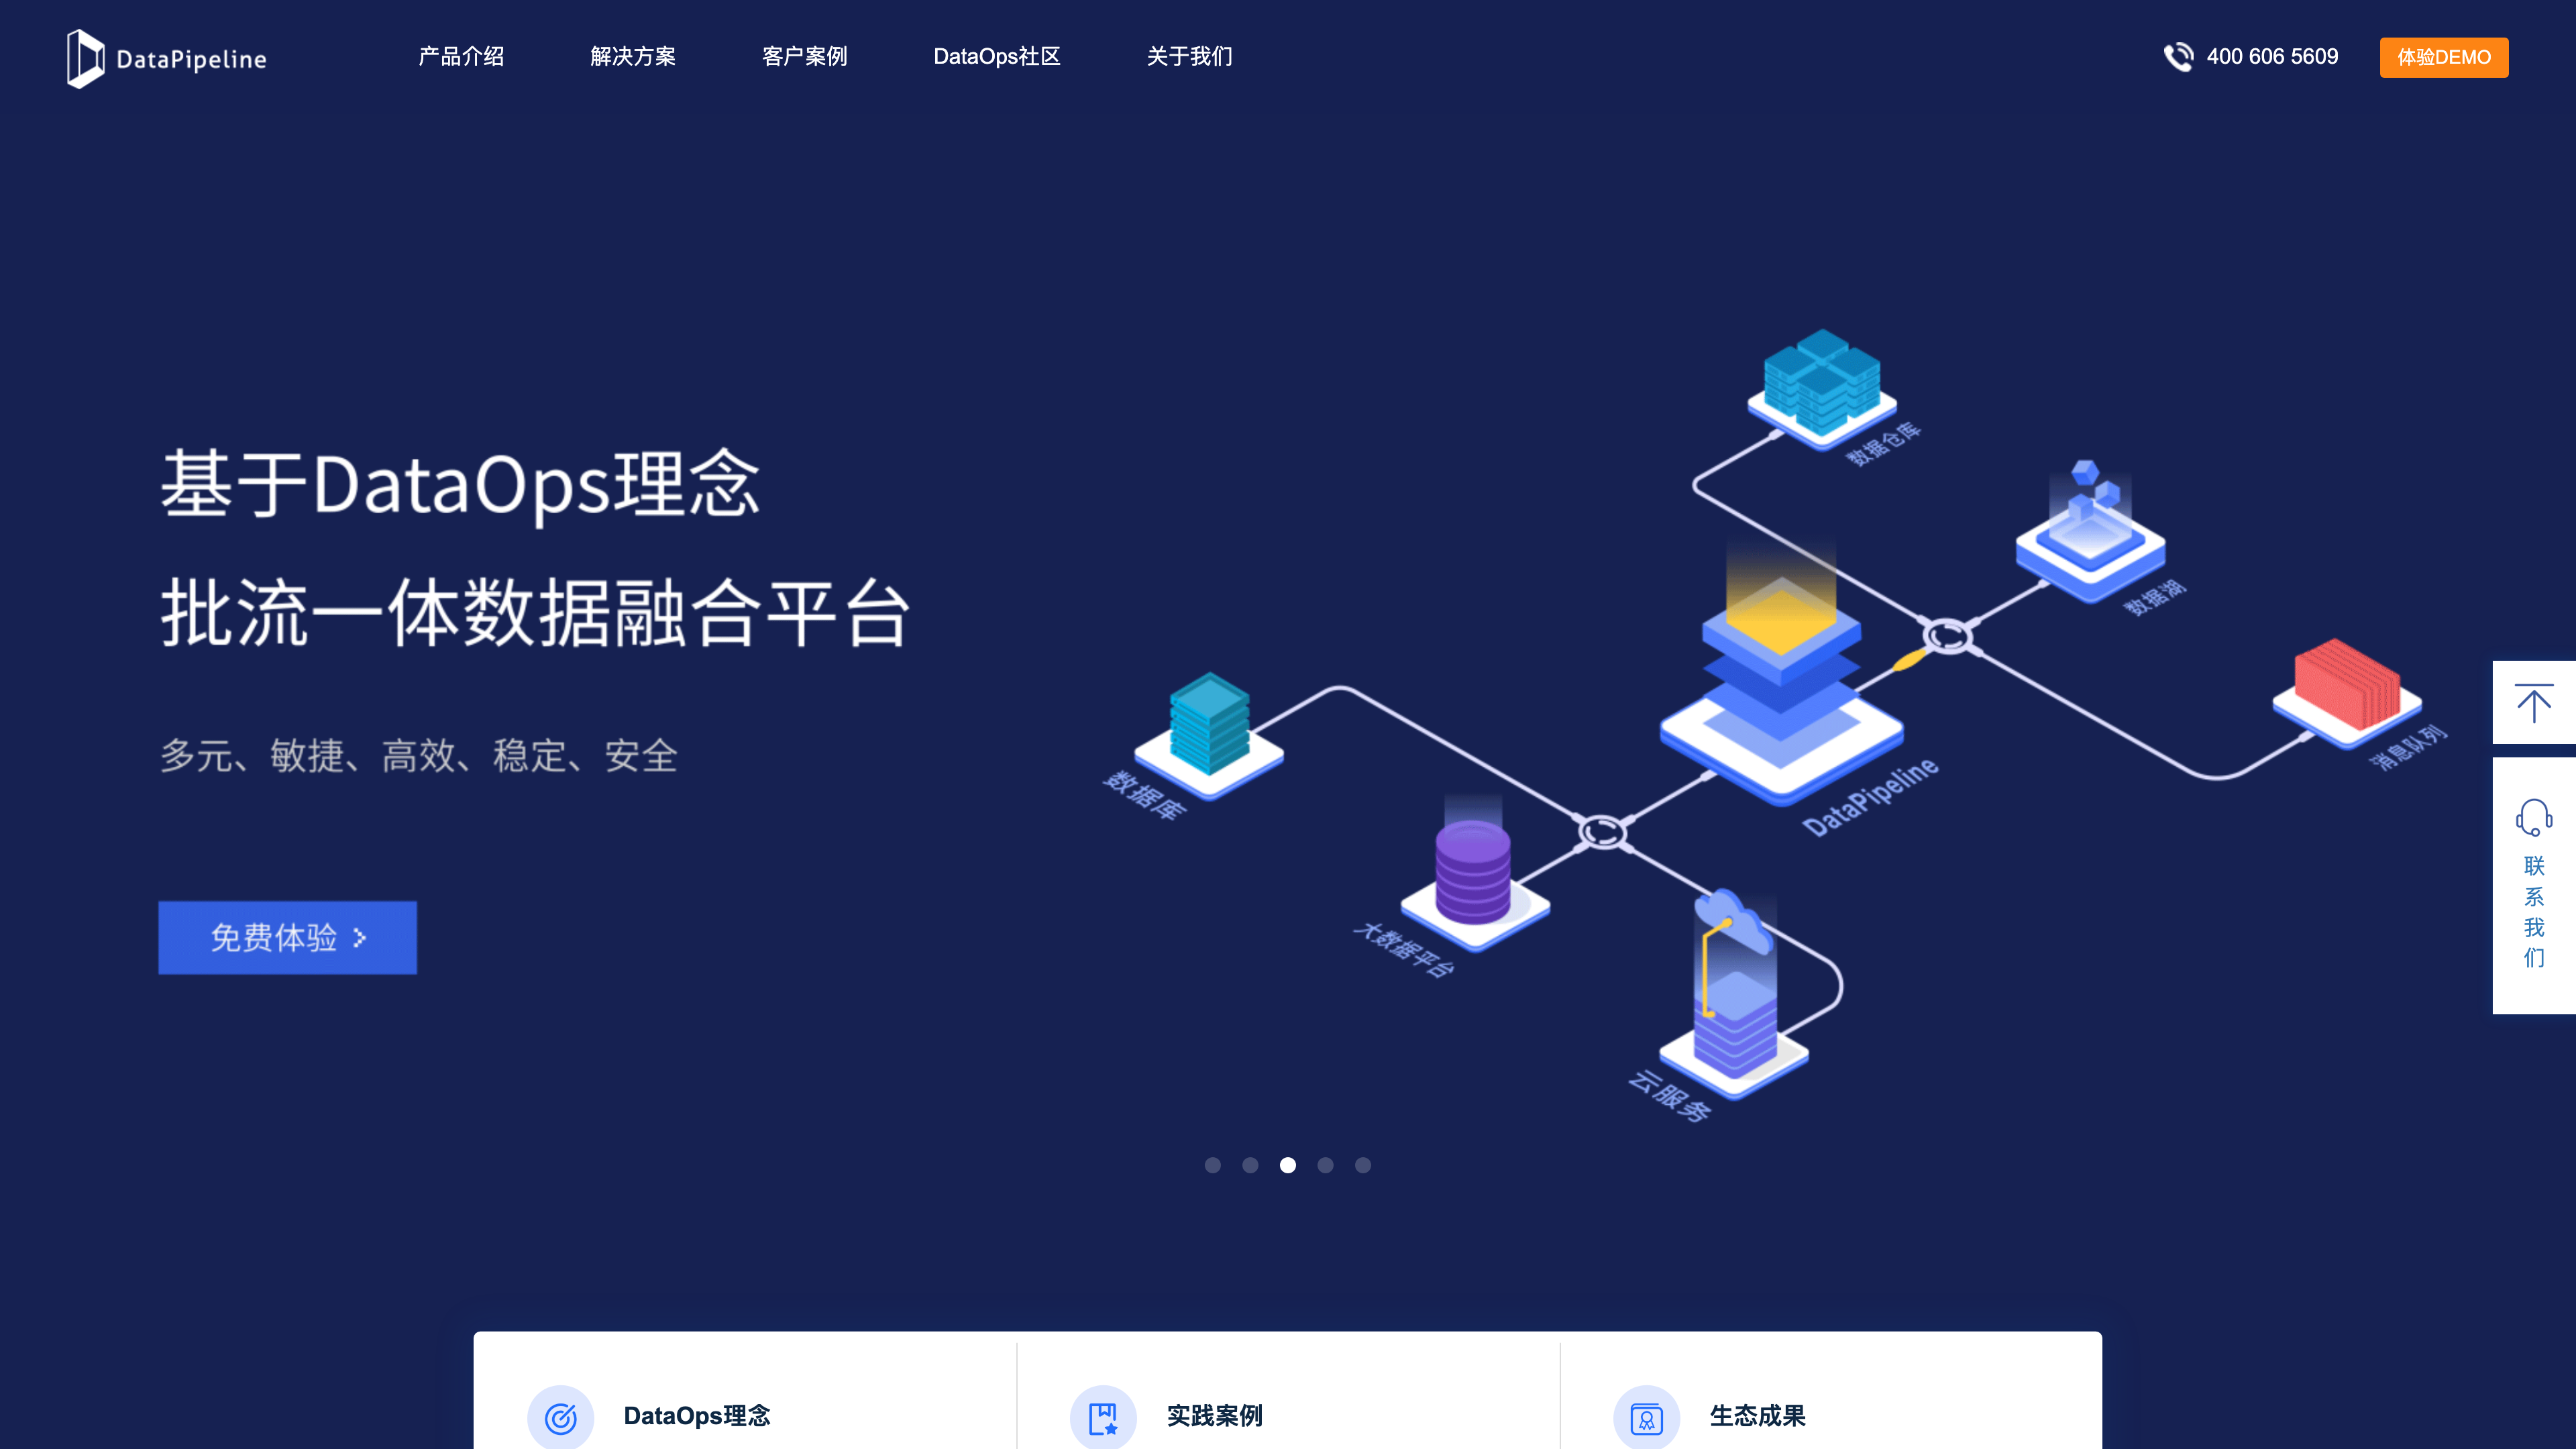 DataPipeline
产品介绍
解决方案
客户案例
DataOps社区
关于我们
400 606 5609
体验DEMO
基于DataOps理念
批流一体数据融合平台
多元、敏捷、高效、稳定、安全
免费体验
数据仓库
数据湖
消息队列
DataPipeline
数据库
大数据平台
云服务
联系我们
DataOps理念
实践案例
生态成果